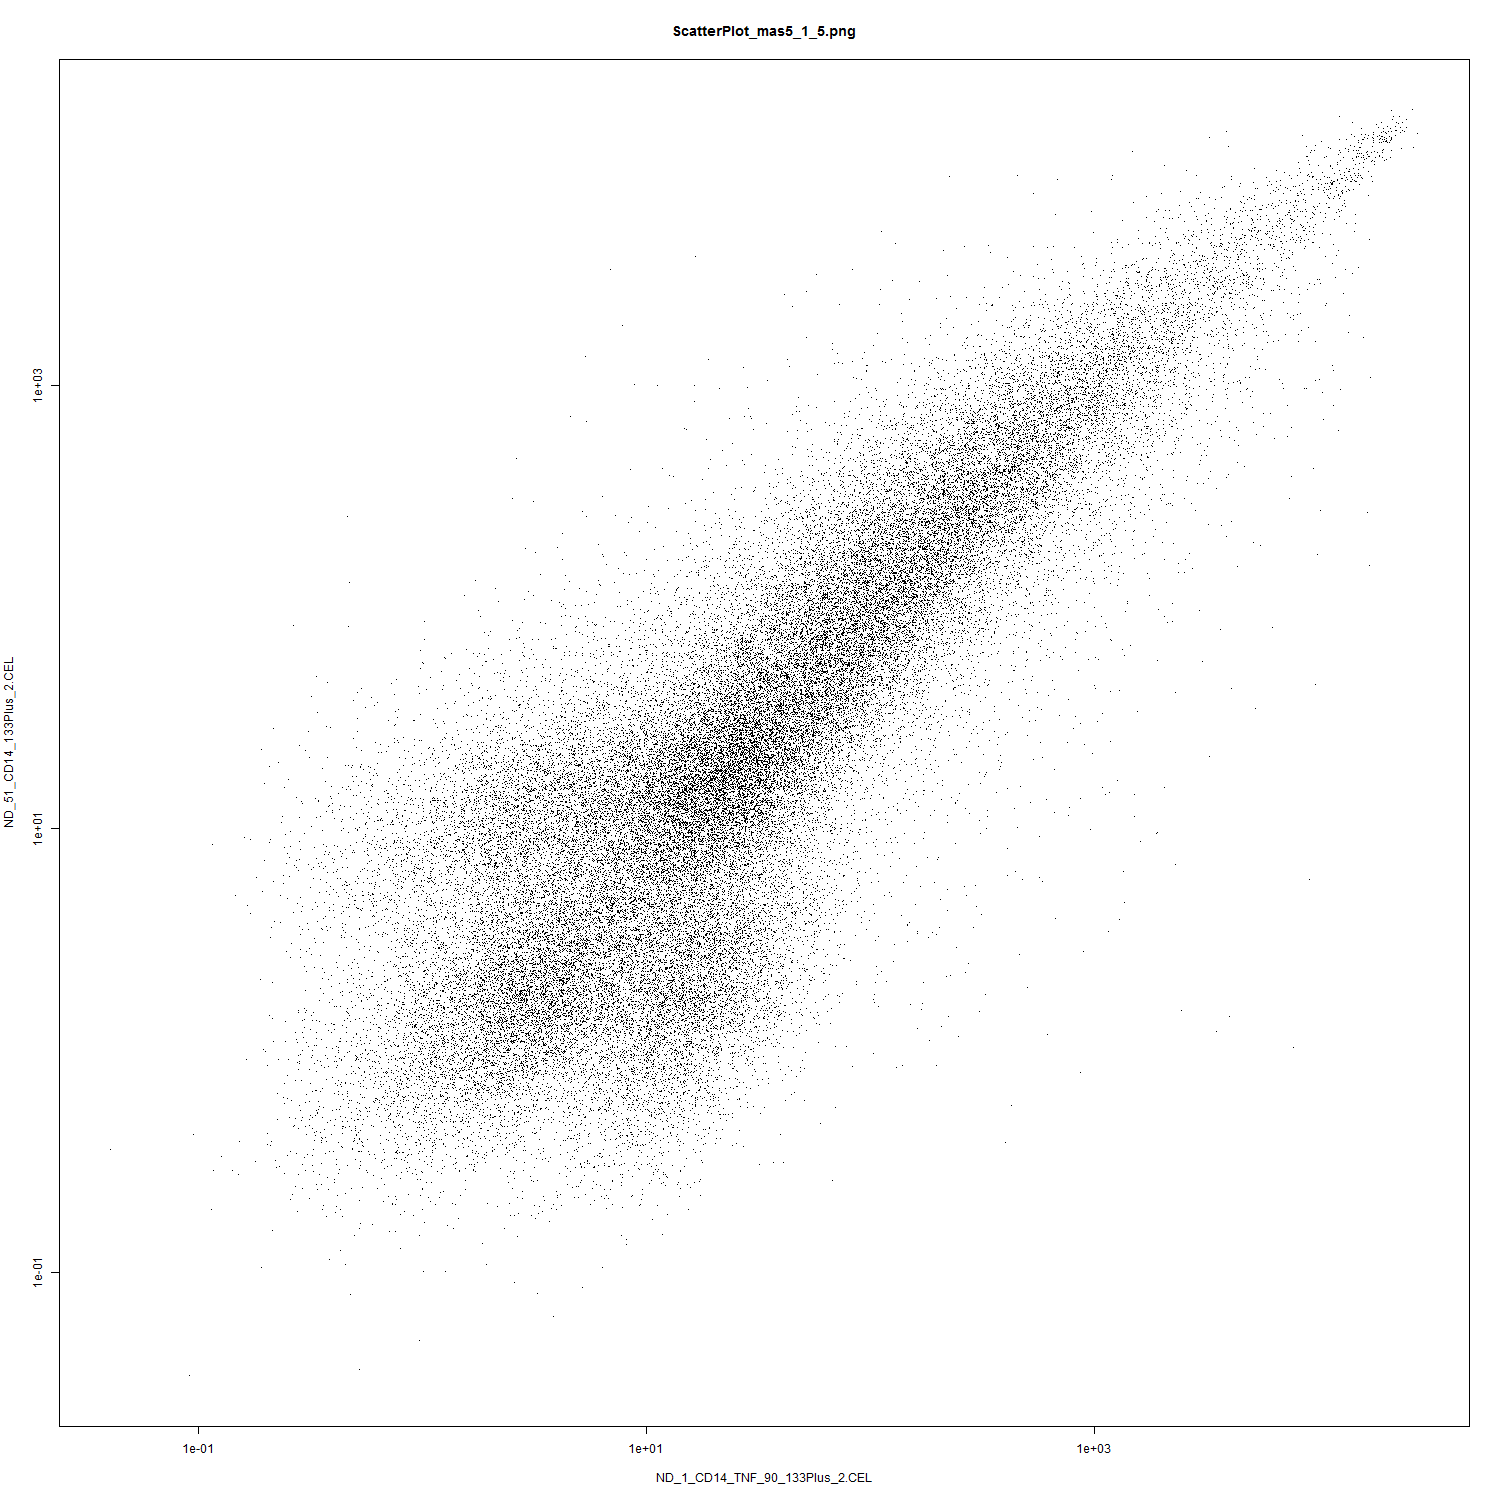 ScatterPlot_mas5_1_5.png
ND_51_CD14_133Plus_2.CEL
1e+03
1e+01
1e-01
1e-01 1e+01 1e+03
ND_1_CD14_TNF_90_133Plus_2.CEL